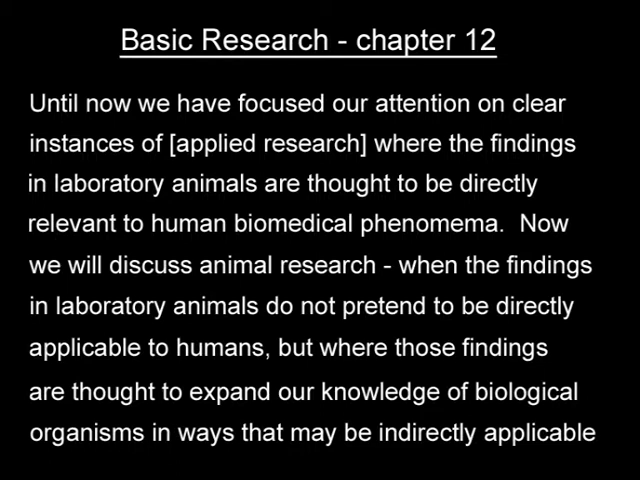 Basic Research - chapter 12
Until now we have focused our attention on clear
instances of [applied research] where the findings
in laboratory animals are thought to be directly
relevant to human biomedical phenomema.  Now
we will discuss animal research - when the findings
in laboratory animals do not pretend to be directly
applicable to humans, but where those findings
are thought to expand our knowledge of biological
organisms in ways that may be indirectly applicable